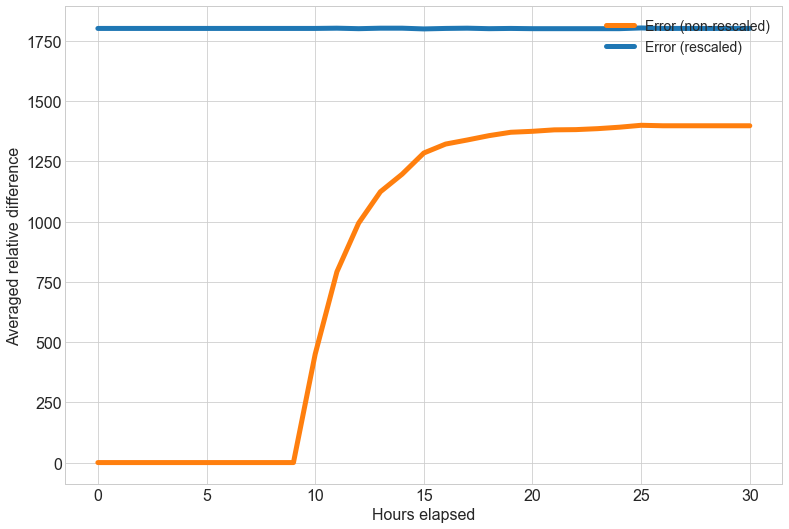 Error (non-rescaled)
Error (rescaled)
1750
1500
1250
1000
750
500
250
0
Averaged relative difference
0 5 10 15 20 25 30
Hours elapsed